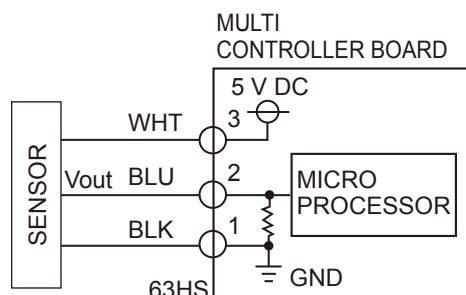 MULTI
CONTROLLER BOARD
5 V DC
WHT 3
SENSOR
Vout BLU 2
MICRO
PROCESSOR
BLK 1
GND
63HS